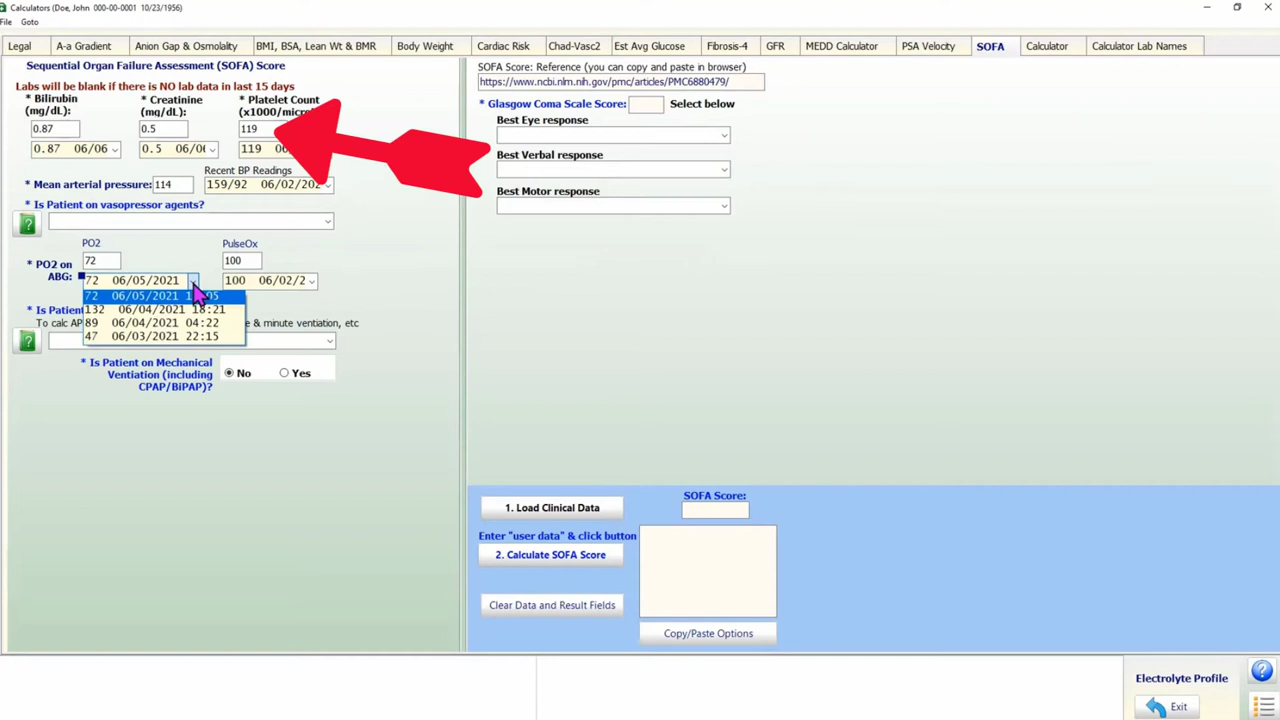 Calculators (Doe, John 000-00-0001 10/23/1956)
File Goto
Legal A-a Gradient Anion Gap & Osmolality BMI, BSA, Lean Wt & BMR Body Weight Cardiac Risk Chad-Vasc2 Est Avg Glucose Fibrosis-4 GFR MEDD Calculator PSA Velocity SOFA Calculator Calculator Lab Names
Sequential Organ Failure Assessment (SOFA) Score
Labs will be blank if there is NO lab data in last 15 days
* Bilirubin (mg/dL):
* Creatinine (mg/dL):
* Platelet Count (x1000/micro
0.87 0.5 119
0.87 06/06 0.5 06/0 119
Recent BP Readings
* Mean arterial pressure: 114 159/92 06/02/202
* Is Patient on vasopressor agents?
?
PO2 PulseOx
72 100
* PO2 on ABG:
72 06/05/2021 100 06/02/2
72 06/05/2021
132 06/04/2021 18:21
89 06/04/2021 04:22
47 06/03/2021 22:15
* Is Patient
To calc AP & minute ventiation, etc
?
* Is Patient on Mechanical
Ventiation (including
CPAP/BiPAP)?
No Yes
SOFA Score: Reference (you can copy and paste in browser)
https://www.ncbi.nlm.nih.gov/pmc/articles/PMC6880479/
* Glasgow Coma Scale Score: Select below
Best Eye response
Best Verbal response
Best Motor response
1. Load Clinical Data
SOFA Score:
Enter "user data" & click button
2. Calculate SOFA Score
Clear Data and Result Fields
Copy/Paste Options
Electrolyte Profile
?
Exit